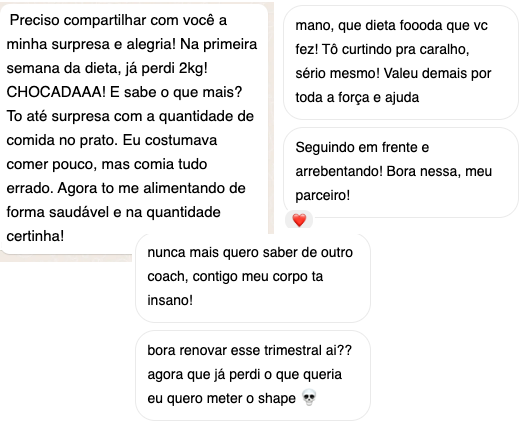 Preciso compartilhar com você a
minha surpresa e alegria! Na primeira
semana da dieta, já perdi 2kg!
CHOCADAAA! E sabe o que mais?
To até surpresa com a quantidade de
comida no prato. Eu costumava
comer pouco, mas comia tudo
errado. Agora to me alimentando de
forma saudável e na quantidade
certinha!
mano, que dieta foooda que vc
fez! Tô curtindo pra caralho,
sério mesmo! Valeu demais por
toda a força e ajuda
Seguindo em frente e
arrebentando! Bora nessa, meu
parceiro!
nunca mais quero saber de outro
coach, contigo meu corpo ta
insano!
bora renovar esse trimestral ai??
agora que já perdi o que queria
eu quero meter o shape 💀